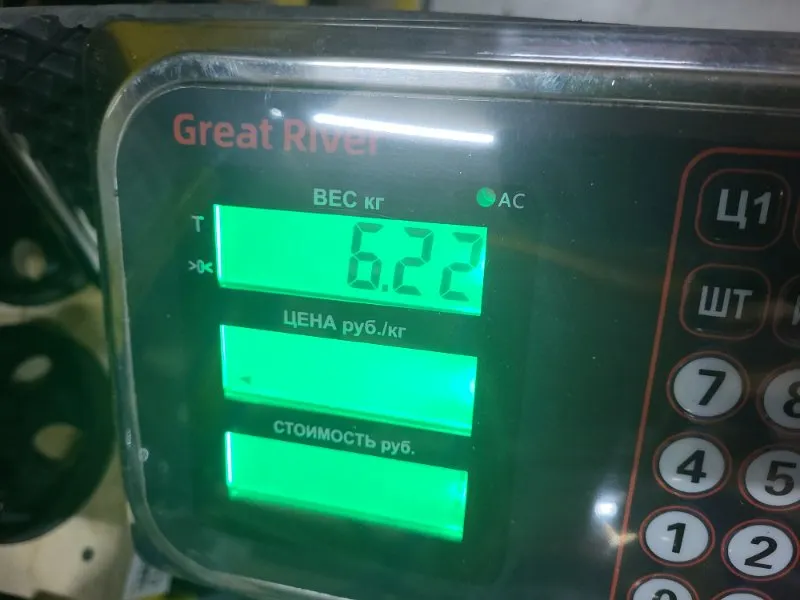 Great River
ВЕС кг
AC
T
>0<
6.22
ЦЕНА руб./кг
СТОИМОСТЬ руб.
Ц1
ШТ
7 8
4 5
1 2